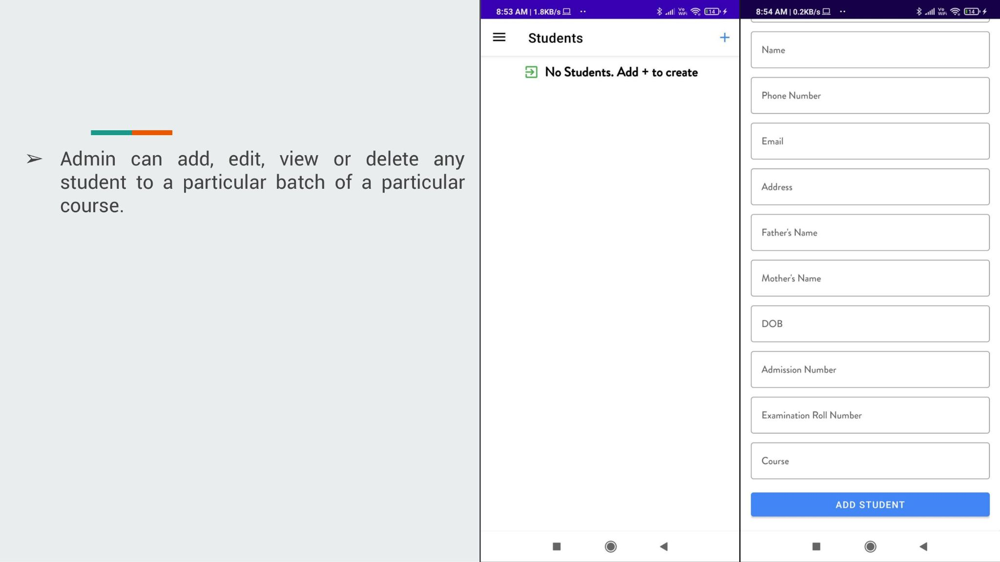 ➢ Admin can add, edit, view or delete any
student to a particular batch of a particular
course.
8:53 AM | 1.8KB/s
Vo WiFi
14
Students
+
No Students. Add + to create
8:54 AM | 0.2KB/s
Vo WiFi
14
Name
Phone Number
Email
Address
Father's Name
Mother's Name
DOB
Admission Number
Examination Roll Number
Course
ADD STUDENT